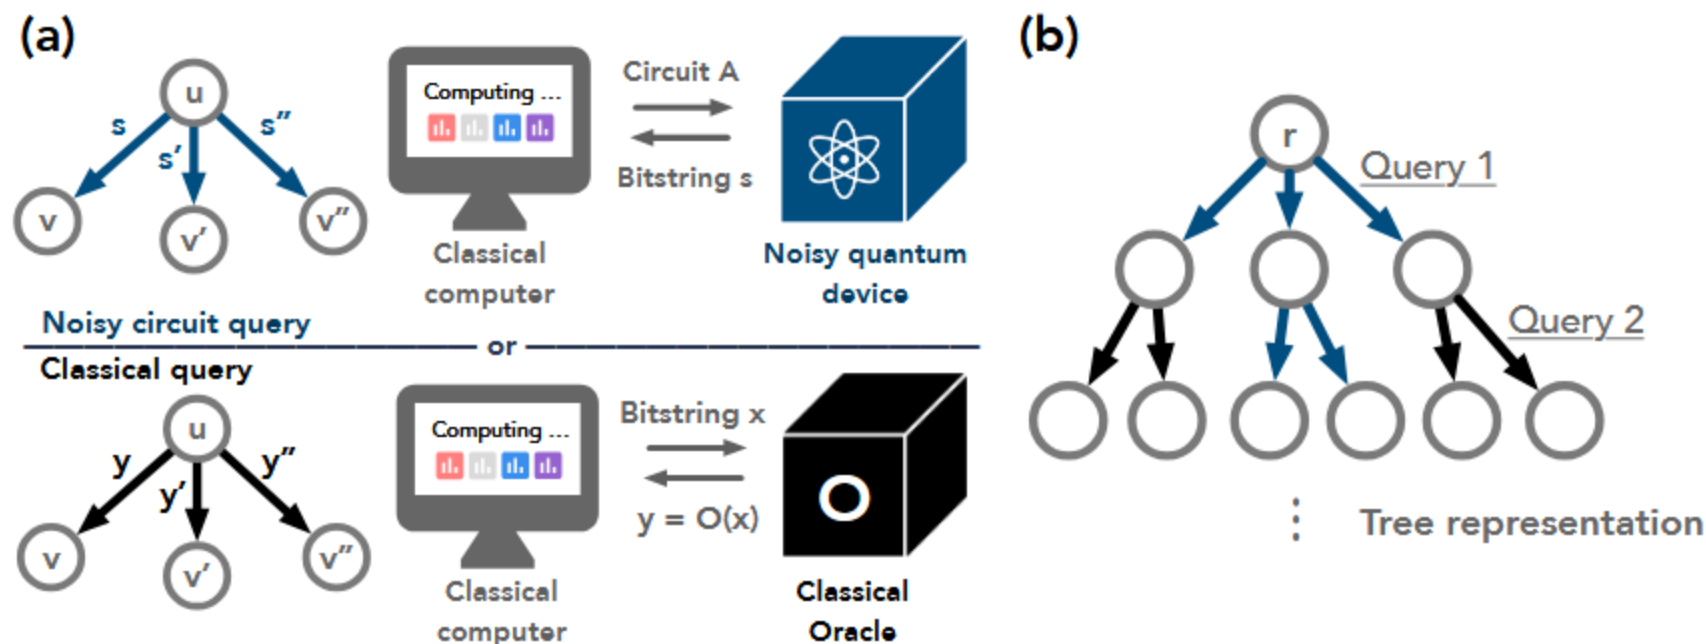 (a)
u
s
s′
s″
v
v′
v″
Computing ...
Classical
computer
Circuit A
Bitstring s
Noisy quantum
device
Noisy circuit query
or
Classical query
u
y
y′
y″
v
v′
v″
Computing ...
Classical
computer
Bitstring x
y = O(x)
O
Classical
Oracle
(b)
r
Query 1
Query 2
⋮
Tree representation